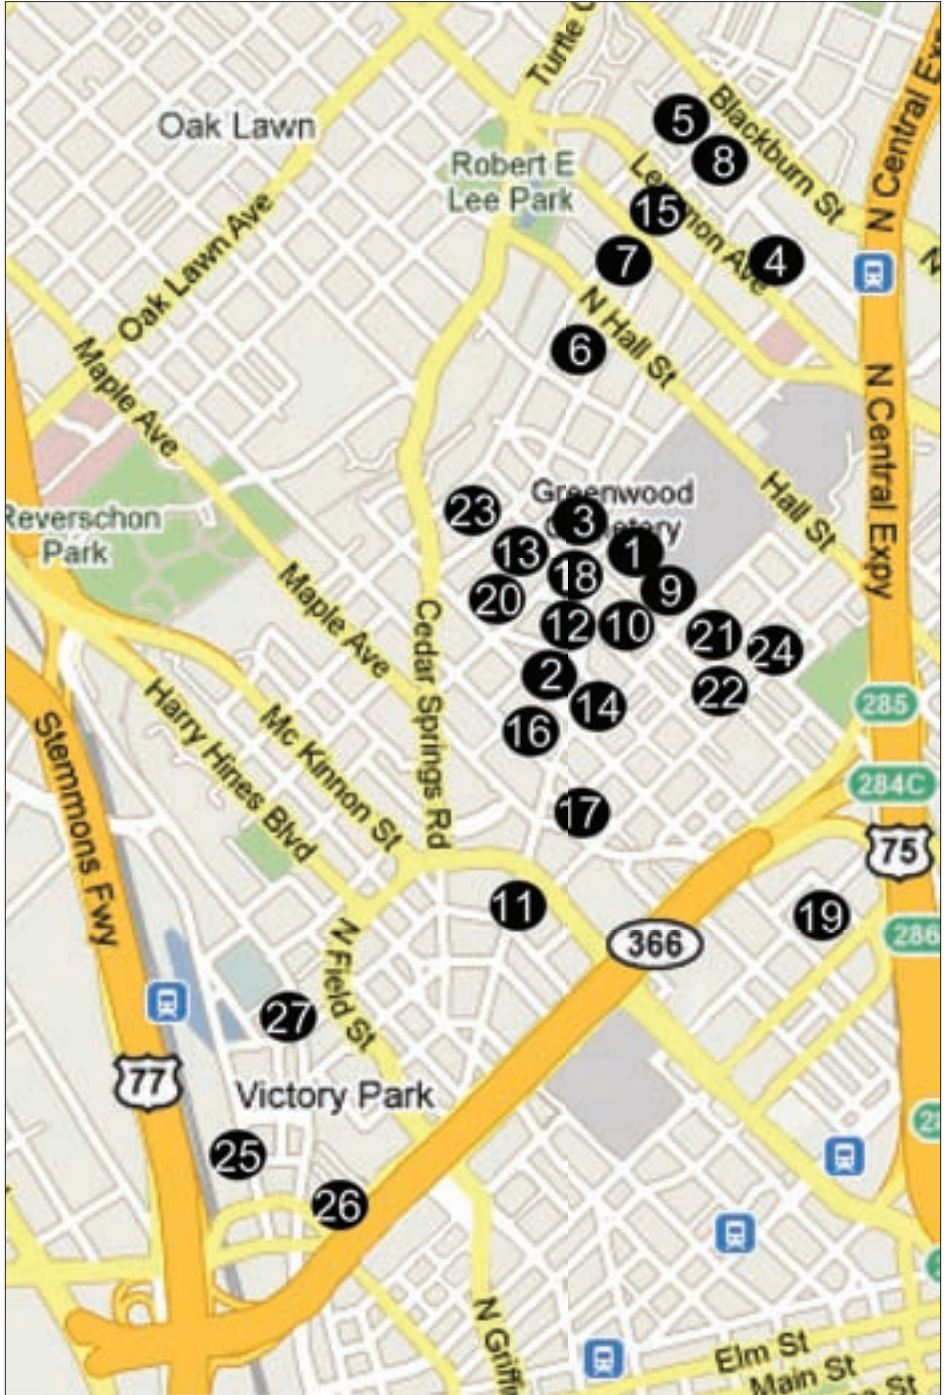 Turtle C
N Central Exp
Blackburn St
5
Oak Lawn
8
Robert E
Lee Park
Lemmon Ave
15
7
4
N
Oak Lawn Ave
N Hall St
6
Maple Ave
N Central Expy
Greenwood
23
3
Hall St
Reverschon
Park
13
1
18
9
20
12
10
21
24
Maple Ave
Cedar Springs Rd
2
22
14
16
285
Harry Hines Blvd
Mc Kinnon St
Stemmons Fwy
284C
17
75
11
19
366
286
N Field St
27
77
Victory Park
25
26
N Griffi
Elm St
Main St
St